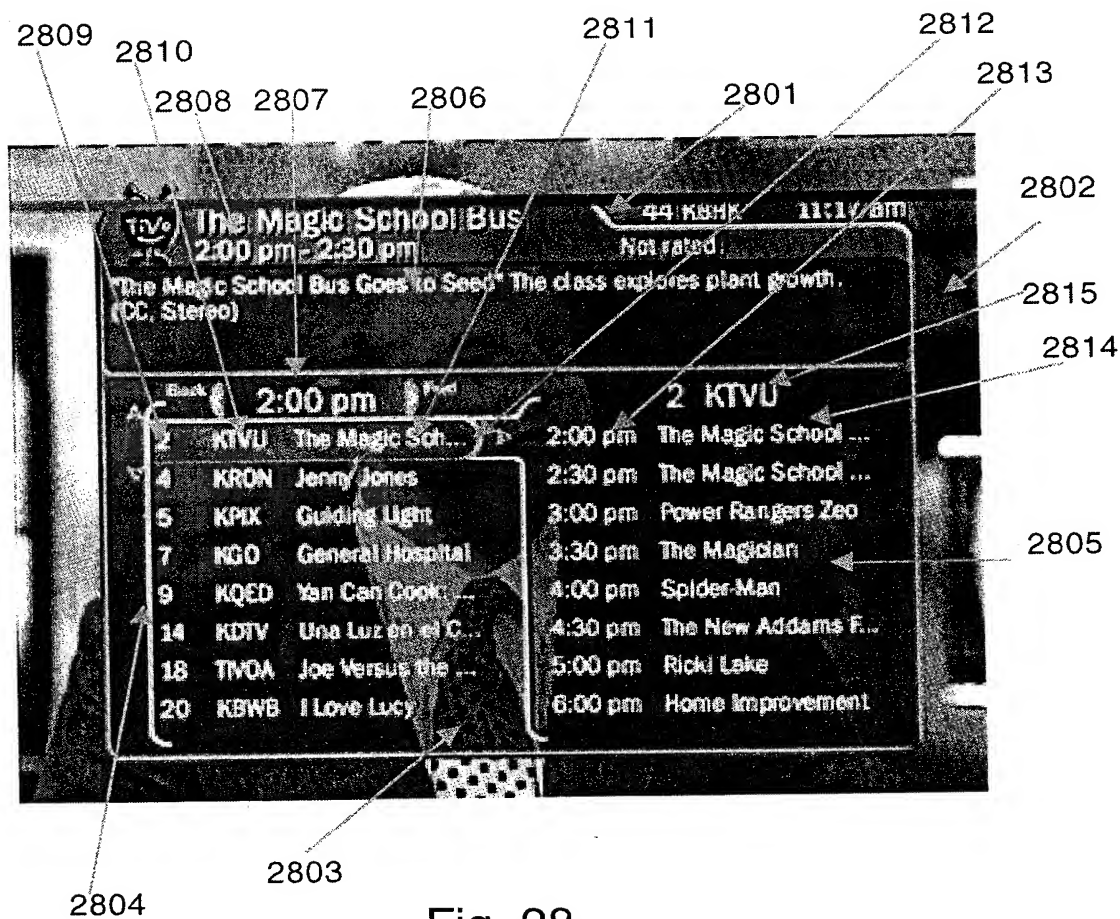 2809 2810 2811 2812
2808 2807 2806 2801 2813
2802
TiVo The Magic School Bus 44 KBHK 11:17 am
2:00 pm - 2:30 pm Not rated
"The Magic School Bus Goes to Seed" The class explores plant growth.
(CC, Stereo)
2815
2814
2:00 pm 2 KTVU
2 KTVU The Magic Sch... 2:00 pm The Magic School ...
4 KRON Jenny Jones 2:30 pm The Magic School ...
5 KPIX Guiding Light 3:00 pm Power Rangers Zeo
7 KGO General Hospital 3:30 pm The Magician
2805
9 KQED Yan Can Cook: ... 4:00 pm Spider-Man
14 KDTV Una Luz en el C... 4:30 pm The New Addams F...
18 TIVOA Joe Versus the ... 5:00 pm Ricki Lake
20 KBWB I Love Lucy 6:00 pm Home Improvement
2803
2804
Fig. 28